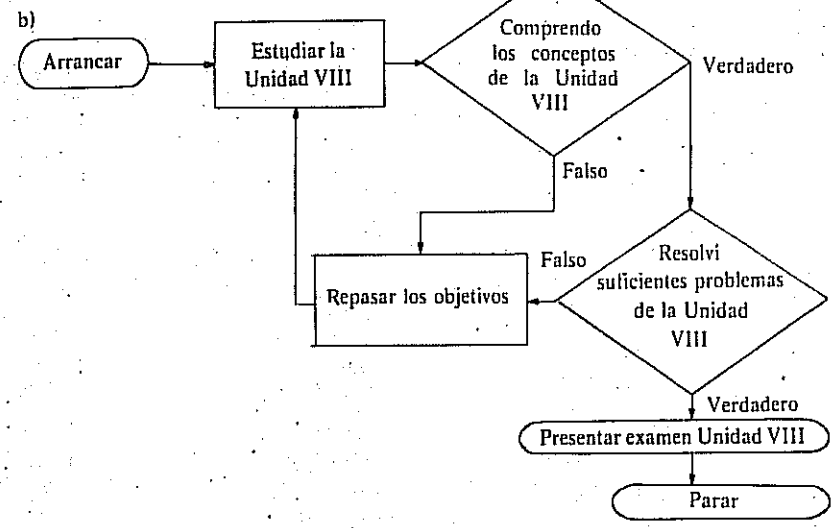 b)
Arrancar
Estudiar la
Unidad VIII
Comprendo
los conceptos
de la Unidad
VIII
Verdadero
Falso
Repasar los objetivos
Falso
Resolvi
suficientes problemas
de la Unidad
VIII
Verdadero
Presentar examen Unidad VIII
Parar